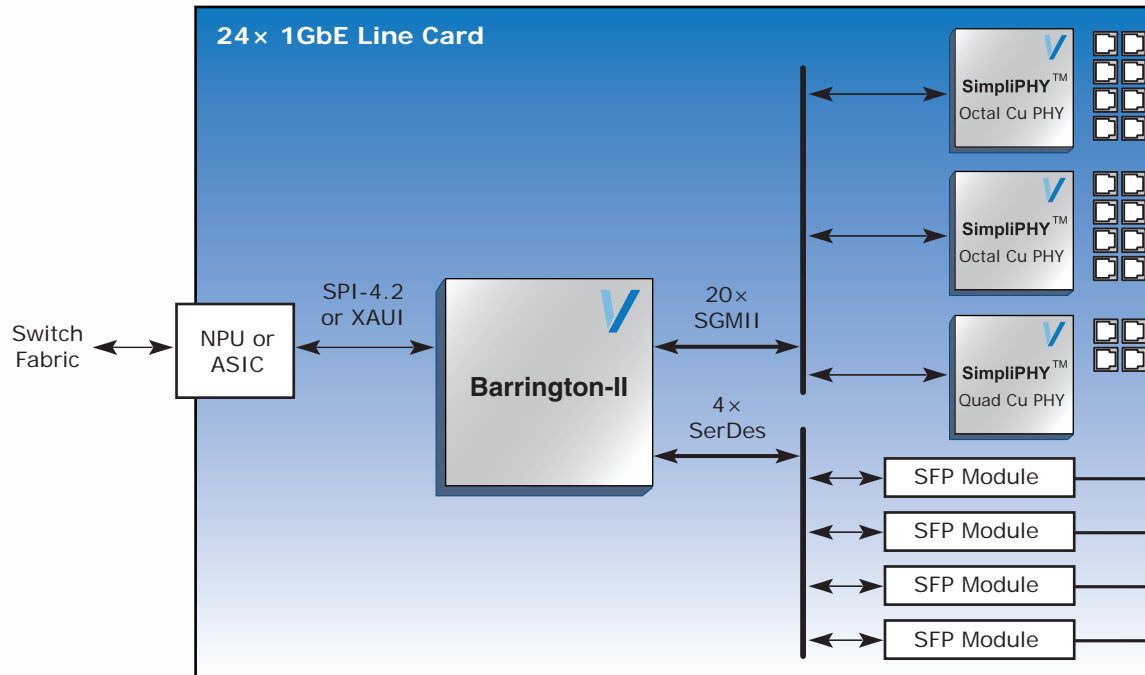 24× 1GbE Line Card
SimpliPHY™
Octal Cu PHY
SimpliPHY™
Octal Cu PHY
SPI-4.2
or XAUI
20×
SGMII
Switch
Fabric
NPU or
ASIC
Barrington-II
SimpliPHY™
Quad Cu PHY
4×
SerDes
SFP Module
SFP Module
SFP Module
SFP Module